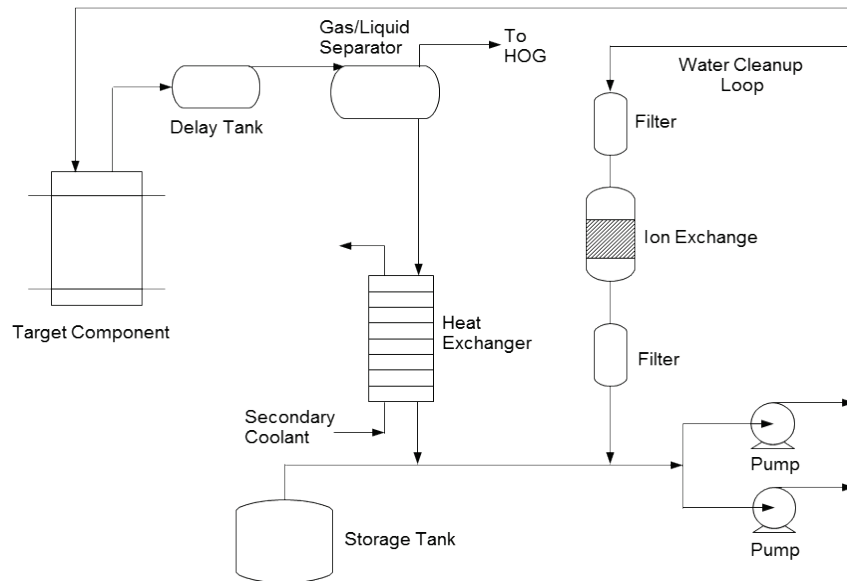 Gas/Liquid
Separator
To
HOG
Water Cleanup
Loop
Delay Tank
Filter
Ion Exchange
Target Component
Heat
Exchanger
Filter
Secondary
Coolant
Pump
Storage Tank
Pump